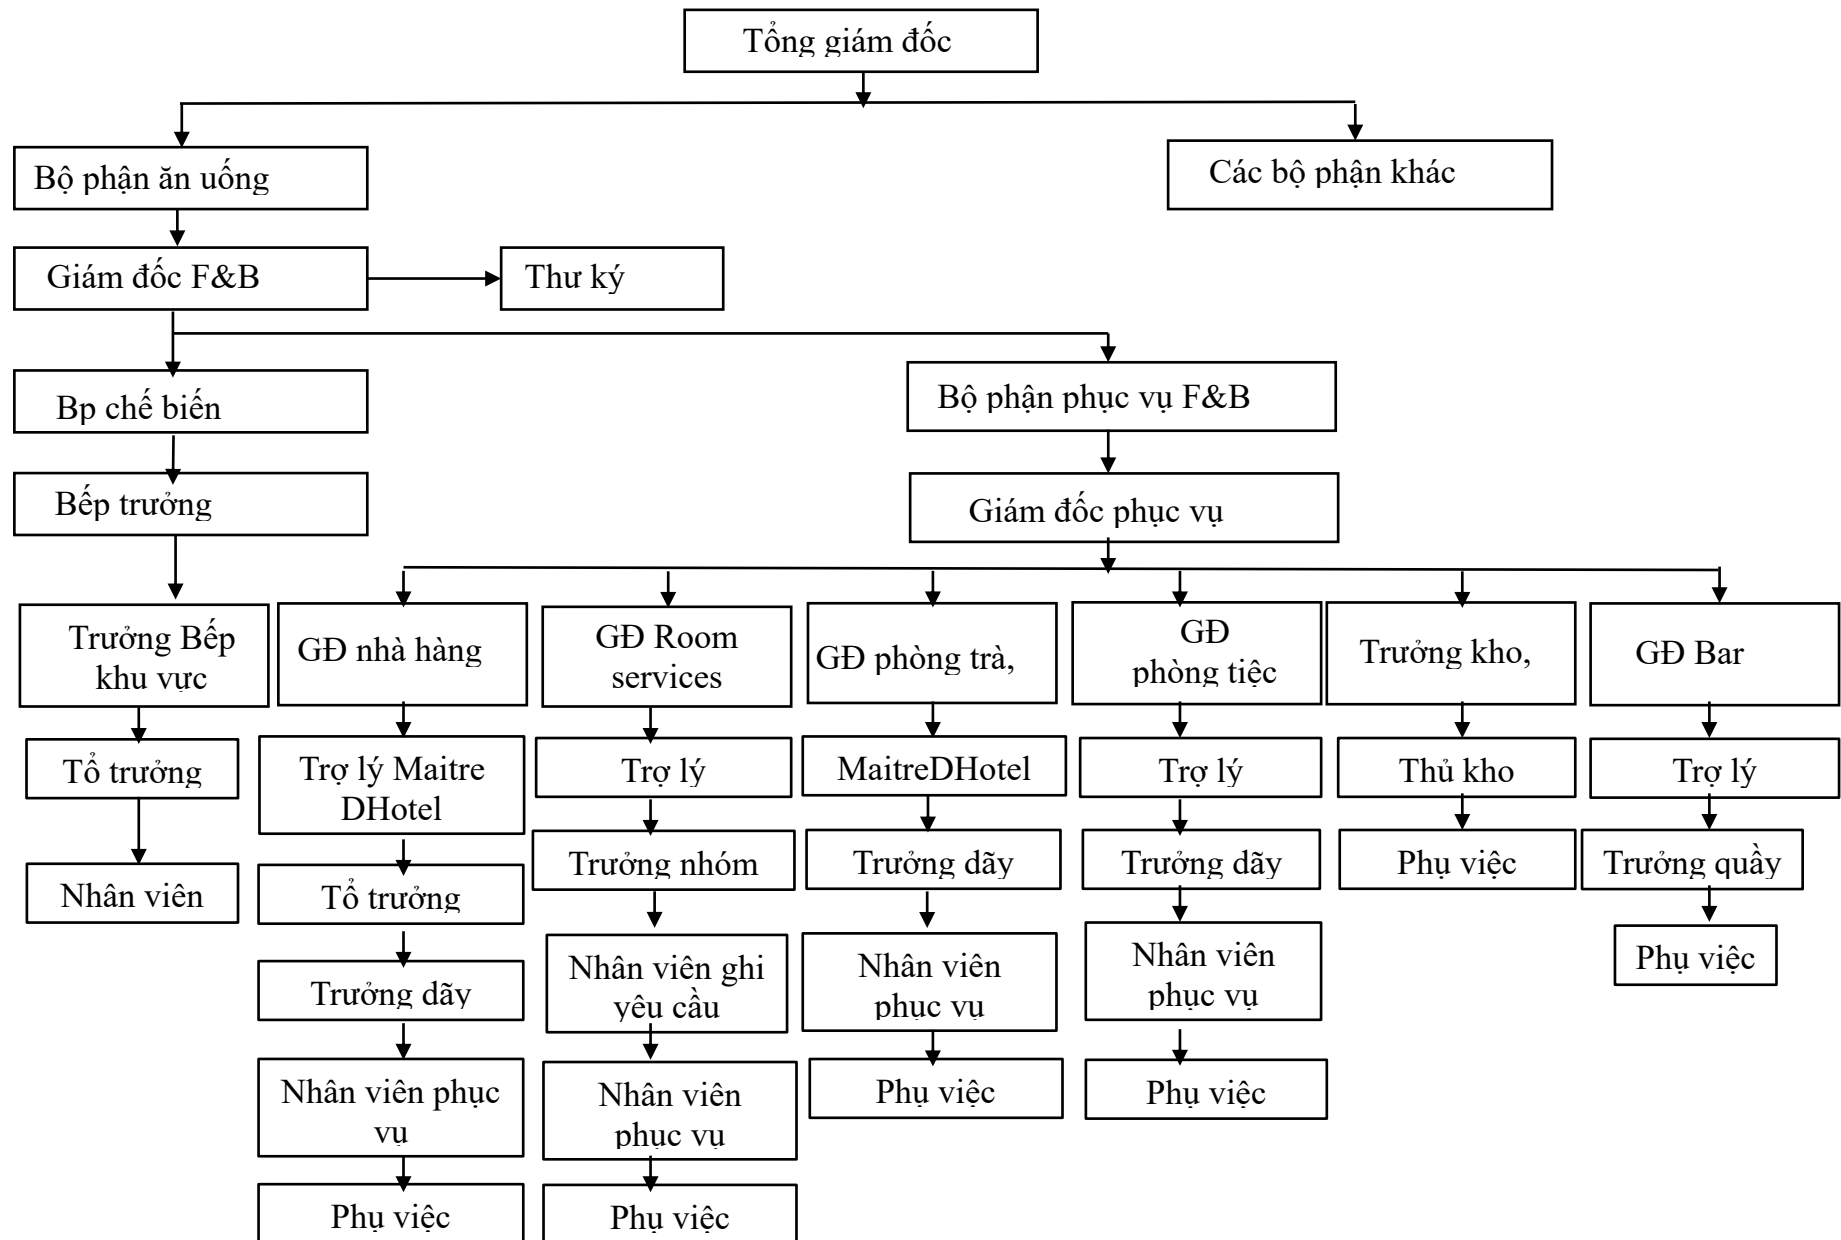 Tổng giám đốc
Bộ phận ăn uống
Các bộ phận khác
Giám đốc F&B
Thư ký
Bp chế biến
Bộ phận phục vụ F&B
Bếp trưởng
Giám đốc phục vụ
Trưởng Bếp
khu vực
GĐ nhà hàng
GĐ Room
services
GĐ phòng trà,
GĐ
phòng tiệc
Trưởng kho,
GĐ Bar
Tổ trưởng
Trợ lý Maitre
DHotel
Trợ lý
MaitreDHotel
Trợ lý
Thủ kho
Trợ lý
Nhân viên
Tổ trưởng
Trưởng nhóm
Trưởng dãy
Trưởng dãy
Phụ việc
Trưởng quầy
Trưởng dãy
Nhân viên ghi
yêu cầu
Nhân viên
phục vụ
Nhân viên
phục vụ
Phụ việc
Nhân viên phục
vụ
Nhân viên
phục vụ
Phụ việc
Phụ việc
Phụ việc
Phụ việc